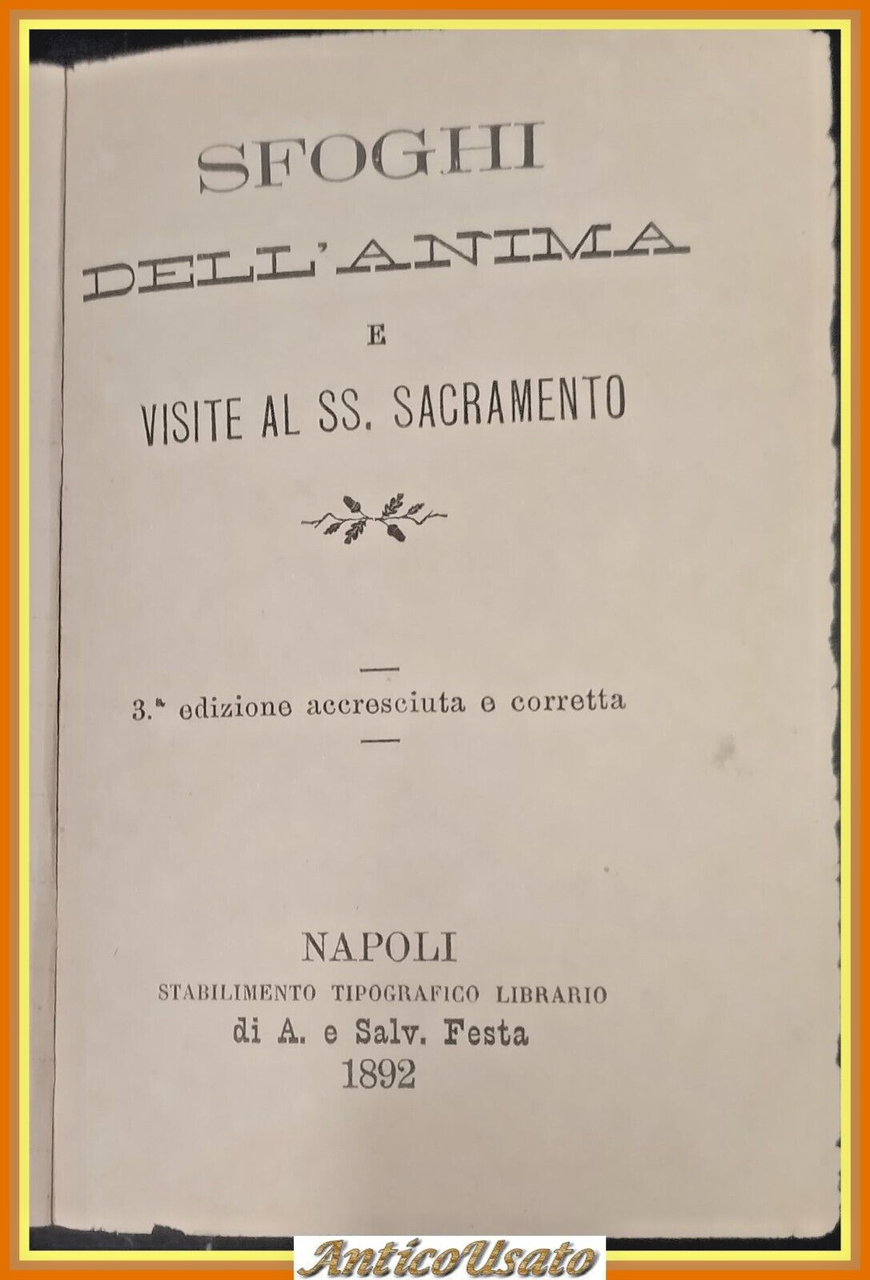 SFOGHI
DELL'ANIMA
E
VISITE AL SS. SACRAMENTO
3.ª edizione accresciuta e corretta
NAPOLI
STABILIMENTO TIPOGRAFICO LIBRARIO
di A. e Salv. Festa
1892
AnticoUsato